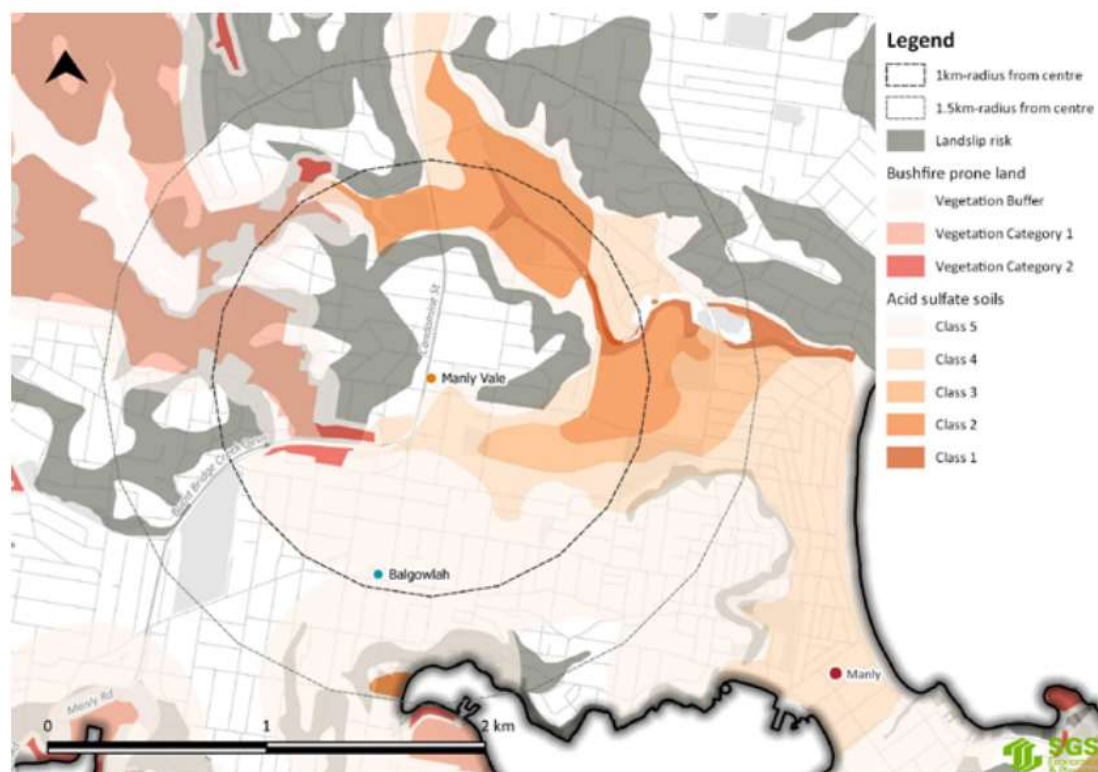 Legend
1km-radius from centre
1.5km-radius from centre
Landslip risk
Bushfire prone land
Vegetation Buffer
Vegetation Category 1
Vegetation Category 2
Acid sulfate soils
Class 5
Class 4
Class 3
Class 2
Class 1
Condamine St
Manly Vale
Burnt Bridge Creek Devn
Balgowlah
Manly
Manly Rd
0 1 2 km
SGS